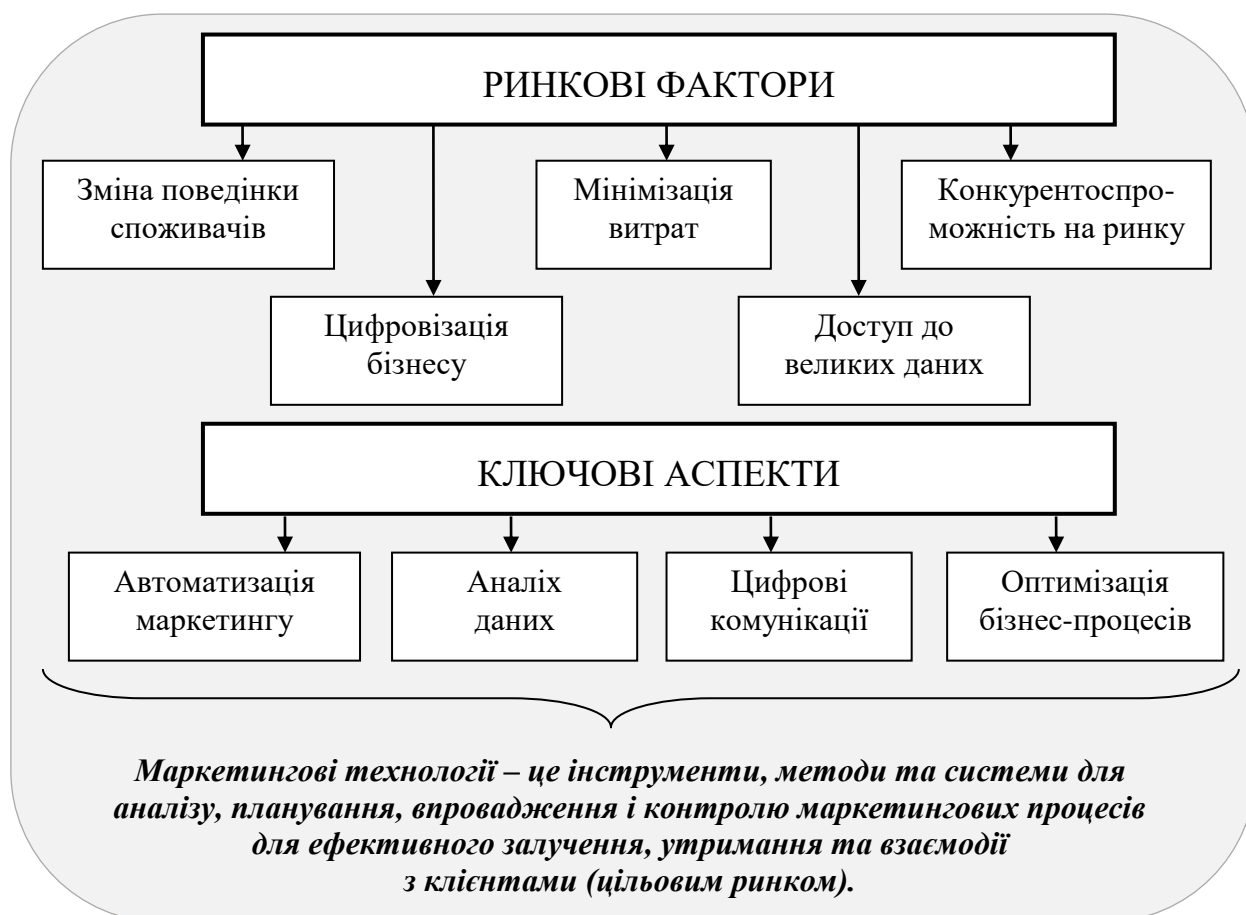 РИНКОВІ ФАКТОРИ
Зміна поведінки
споживачів
Мінімізація
витрат
Конкурентоспро-
можність на ринку
Цифровізація
бізнесу
Доступ до
великих даних
КЛЮЧОВІ АСПЕКТИ
Автоматизація
маркетингу
Аналіх
даних
Цифрові
комунікації
Оптимізація
бізнес-процесів
Маркетингові технології – це інструменти, методи та системи для
аналізу, планування, впровадження і контролю маркетингових процесів
для ефективного залучення, утримання та взаємодії
з клієнтами (цільовим ринком).